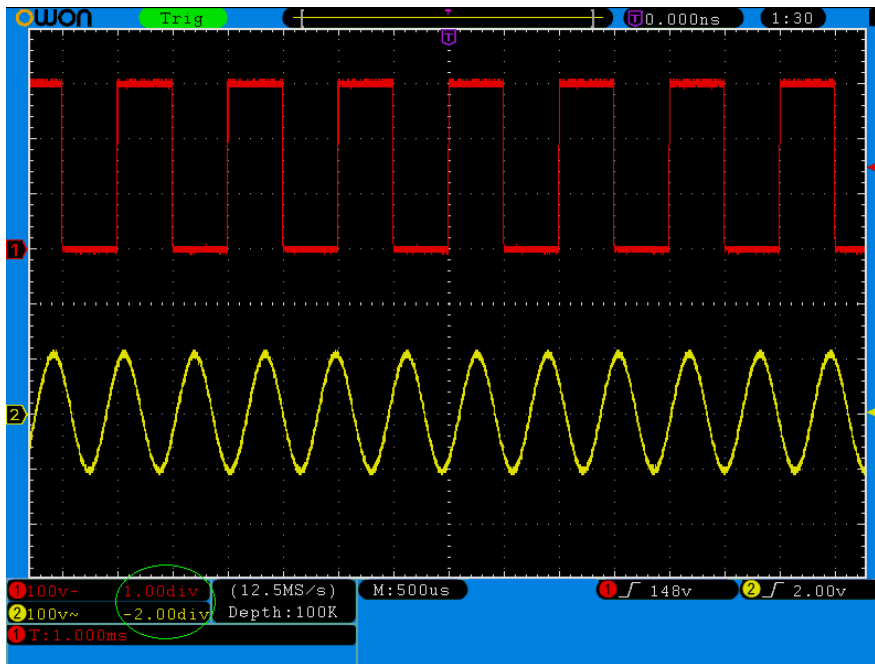 owon Trig T T 0.000ns 1:30
T
1
2
1 100v- 1.00div (12.5MS/s) M:500us 1 148v 2 2.00v
2 100v~ -2.00div Depth:100K
1 T:1.000ms